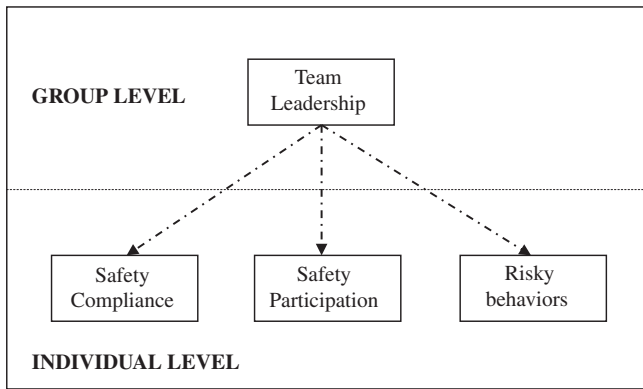 Team
Leadership
GROUP LEVEL
Safety
Compliance
Safety
Participation
Risky
behaviors
INDIVIDUAL LEVEL